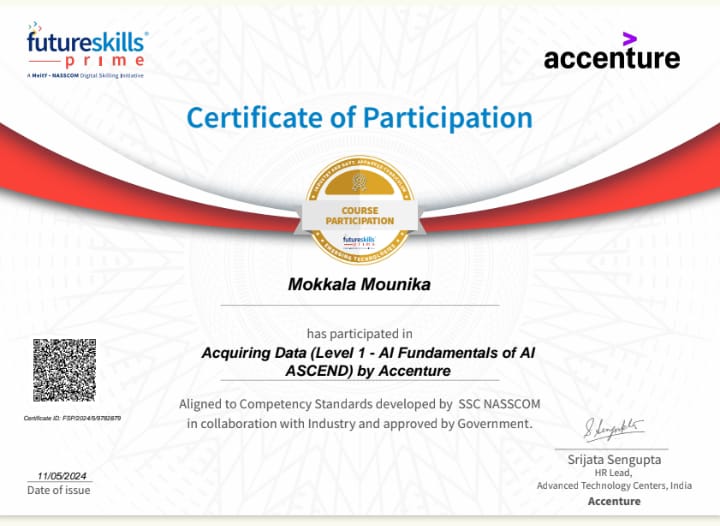 futureskills®
prime
A MeitY - NASSCOM Digital Skilling Initiative
accenture
Certificate of Participation
INDUSTRY AND GOVT. APPROVED CURRICULUM
COURSE
PARTICIPATION
futureskills
prime
EMERGING TECHNOLOGIES
Mokkala Mounika
has participated in
Acquiring Data (Level 1 - AI Fundamentals of AI
ASCEND) by Accenture
Aligned to Competency Standards developed by SSC NASSCOM
in collaboration with Industry and approved by Government.
Certificate ID: FSP/2024/5/9782879
11/05/2024
Date of issue
S. Sengupta
Srijata Sengupta
HR Lead,
Advanced Technology Centers, India
Accenture